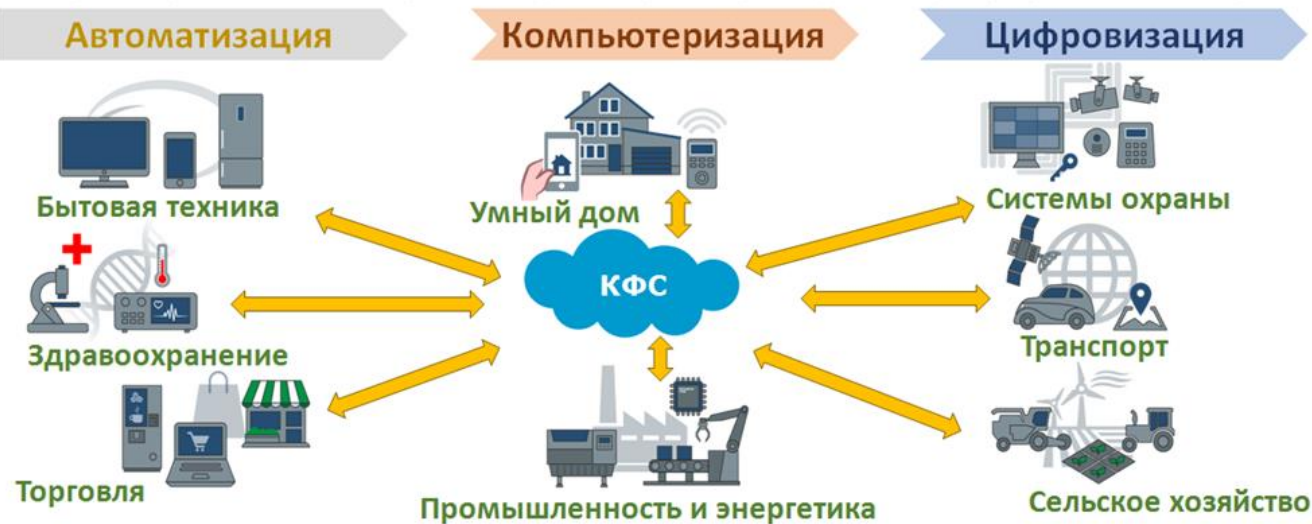 Автоматизация
Компьютеризация
Цифровизация
Бытовая техника
Умный дом
Системы охраны
КФС
Здравоохранение
Транспорт
Торговля
Промышленность и энергетика
Сельское хозяйство